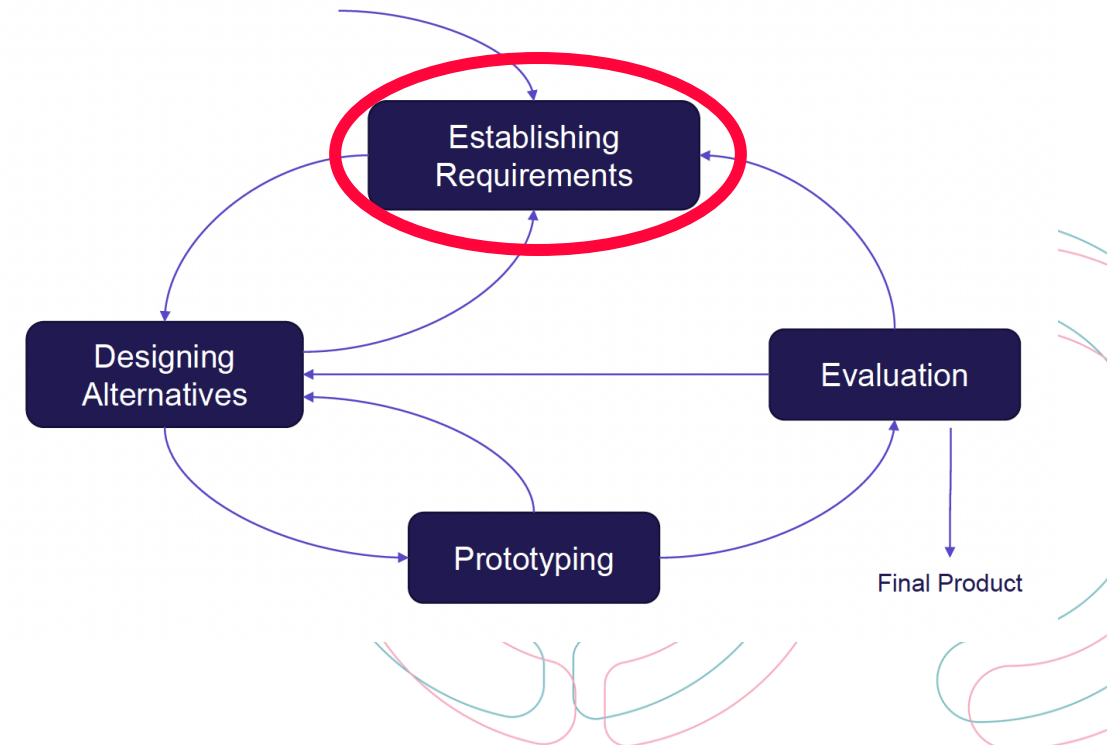 Establishing
Requirements
Designing
Alternatives
Evaluation
Prototyping
Final Product